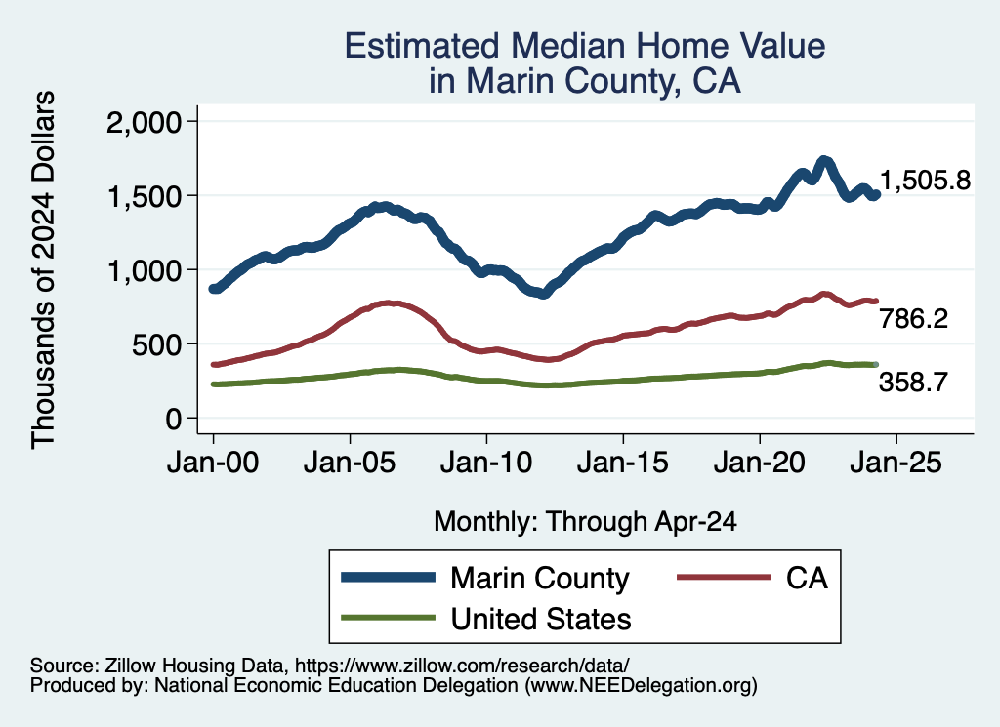 Estimated Median Home Value
in Marin County, CA
Thousands of 2024 Dollars
2,000
1,500
1,000
500
0
1,505.8
786.2
358.7
Jan-00 Jan-05 Jan-10 Jan-15 Jan-20 Jan-25
Monthly: Through Apr-24
Marin County CA
United States
Source: Zillow Housing Data, https://www.zillow.com/research/data/
Produced by: National Economic Education Delegation (www.NEEDelegation.org)